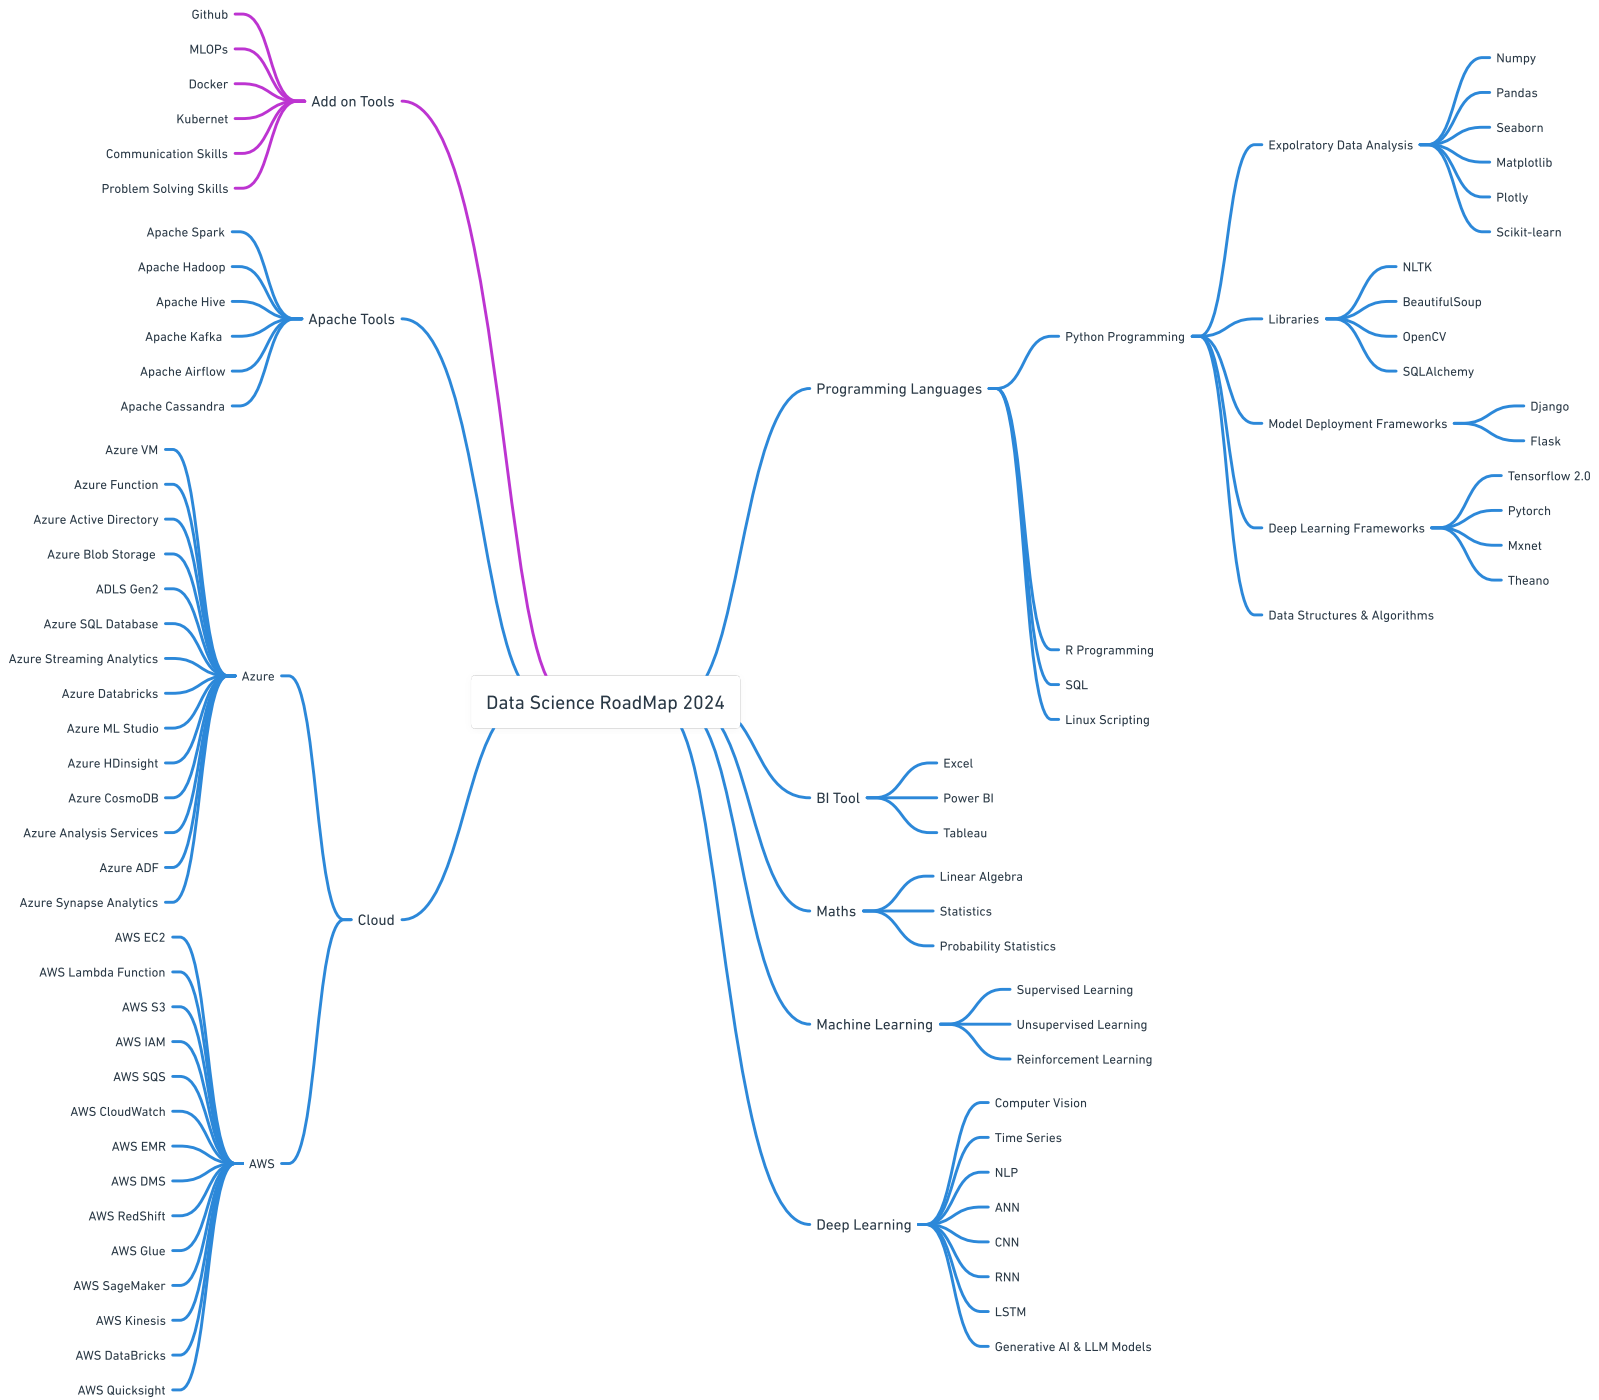 Data Science RoadMap 2024
Add on Tools
Github
MLOPs
Docker
Kubernet
Communication Skills
Problem Solving Skills
Apache Tools
Apache Spark
Apache Hadoop
Apache Hive
Apache Kafka
Apache Airflow
Apache Cassandra
Cloud
Azure
Azure VM
Azure Function
Azure Active Directory
Azure Blob Storage
ADLS Gen2
Azure SQL Database
Azure Streaming Analytics
Azure Databricks
Azure ML Studio
Azure HDinsight
Azure CosmoDB
Azure Analysis Services
Azure ADF
Azure Synapse Analytics
AWS
AWS EC2
AWS Lambda Function
AWS S3
AWS IAM
AWS SQS
AWS CloudWatch
AWS EMR
AWS DMS
AWS RedShift
AWS Glue
AWS SageMaker
AWS Kinesis
AWS DataBricks
AWS Quicksight
Programming Languages
Python Programming
Expolratory Data Analysis
Numpy
Pandas
Seaborn
Matplotlib
Plotly
Scikit-learn
Libraries
NLTK
BeautifulSoup
OpenCV
SQLAlchemy
Model Deployment Frameworks
Django
Flask
Deep Learning Frameworks
Tensorflow 2.0
Pytorch
Mxnet
Theano
Data Structures & Algorithms
R Programming
SQL
Linux Scripting
BI Tool
Excel
Power BI
Tableau
Maths
Linear Algebra
Statistics
Probability Statistics
Machine Learning
Supervised Learning
Unsupervised Learning
Reinforcement Learning
Deep Learning
Computer Vision
Time Series
NLP
ANN
CNN
RNN
LSTM
Generative AI & LLM Models